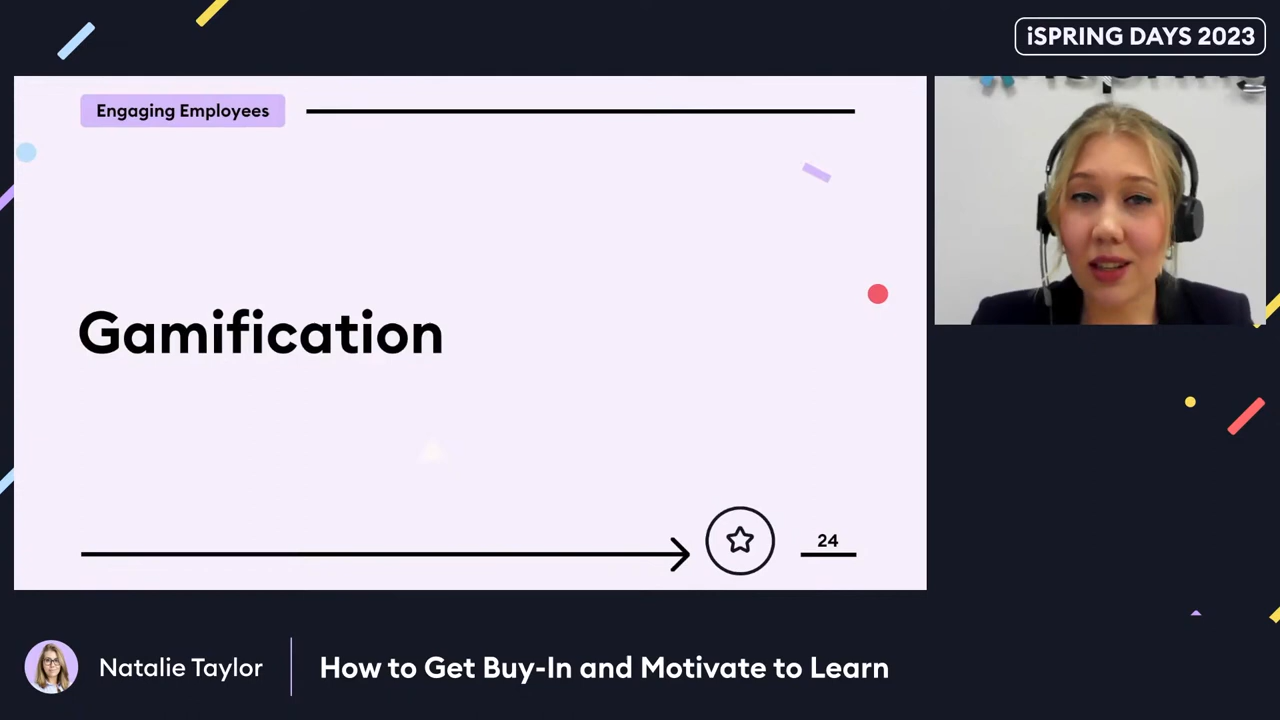 iSPRING DAYS 2023
Engaging Employees
Gamification
24
Natalie Taylor
How to Get Buy-In and Motivate to Learn